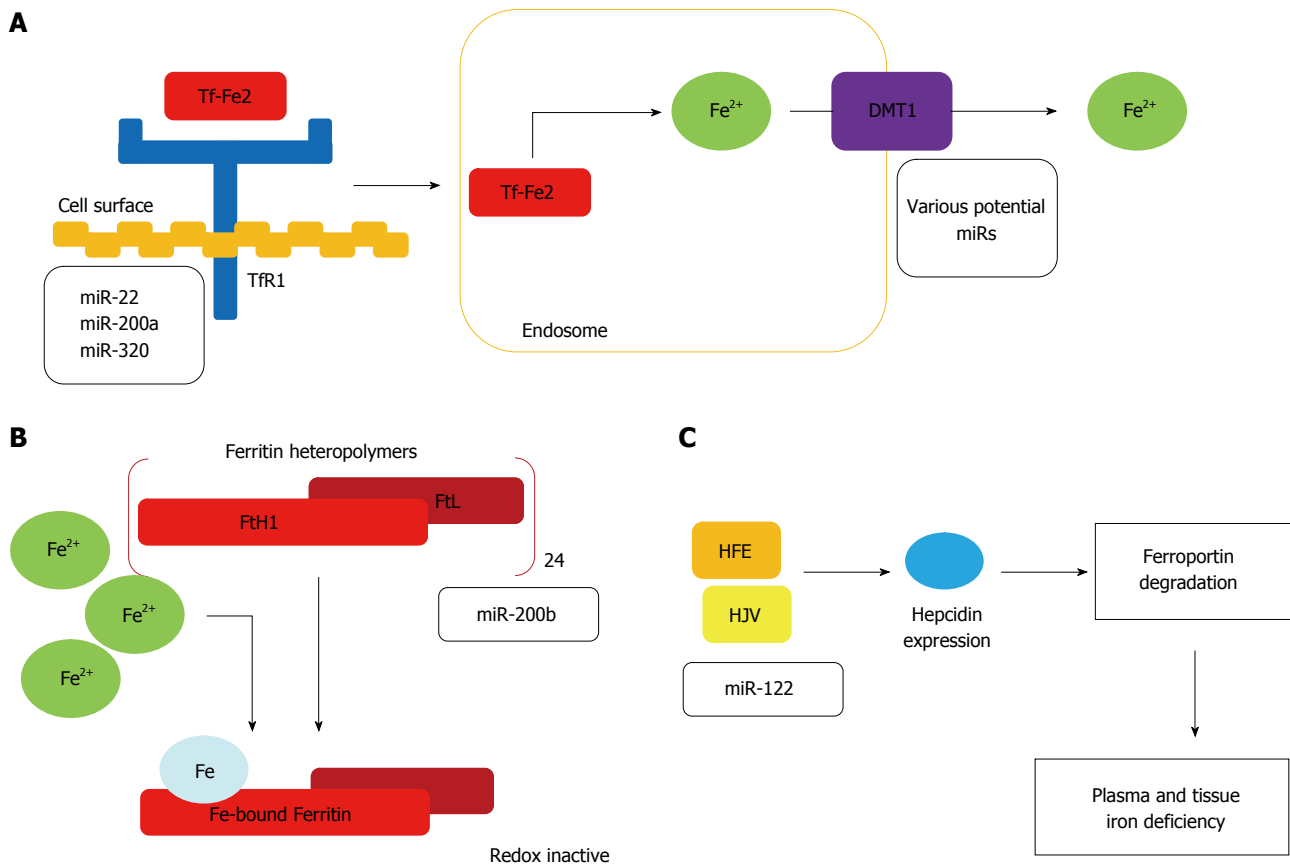 A
Tf-Fe2
Cell surface
TfR1
miR-22
miR-200a
miR-320
Tf-Fe2
Fe²⁺
DMT1
Fe²⁺
Various potential
miRs
Endosome
B
Ferritin heteropolymers
FtL
FtH1
24
miR-200b
Fe²⁺
Fe²⁺
Fe²⁺
Fe
Fe-bound Ferritin
Redox inactive
C
HFE
HJV
miR-122
Hepcidin
expression
Ferroportin
degradation
Plasma and tissue
iron deficiency